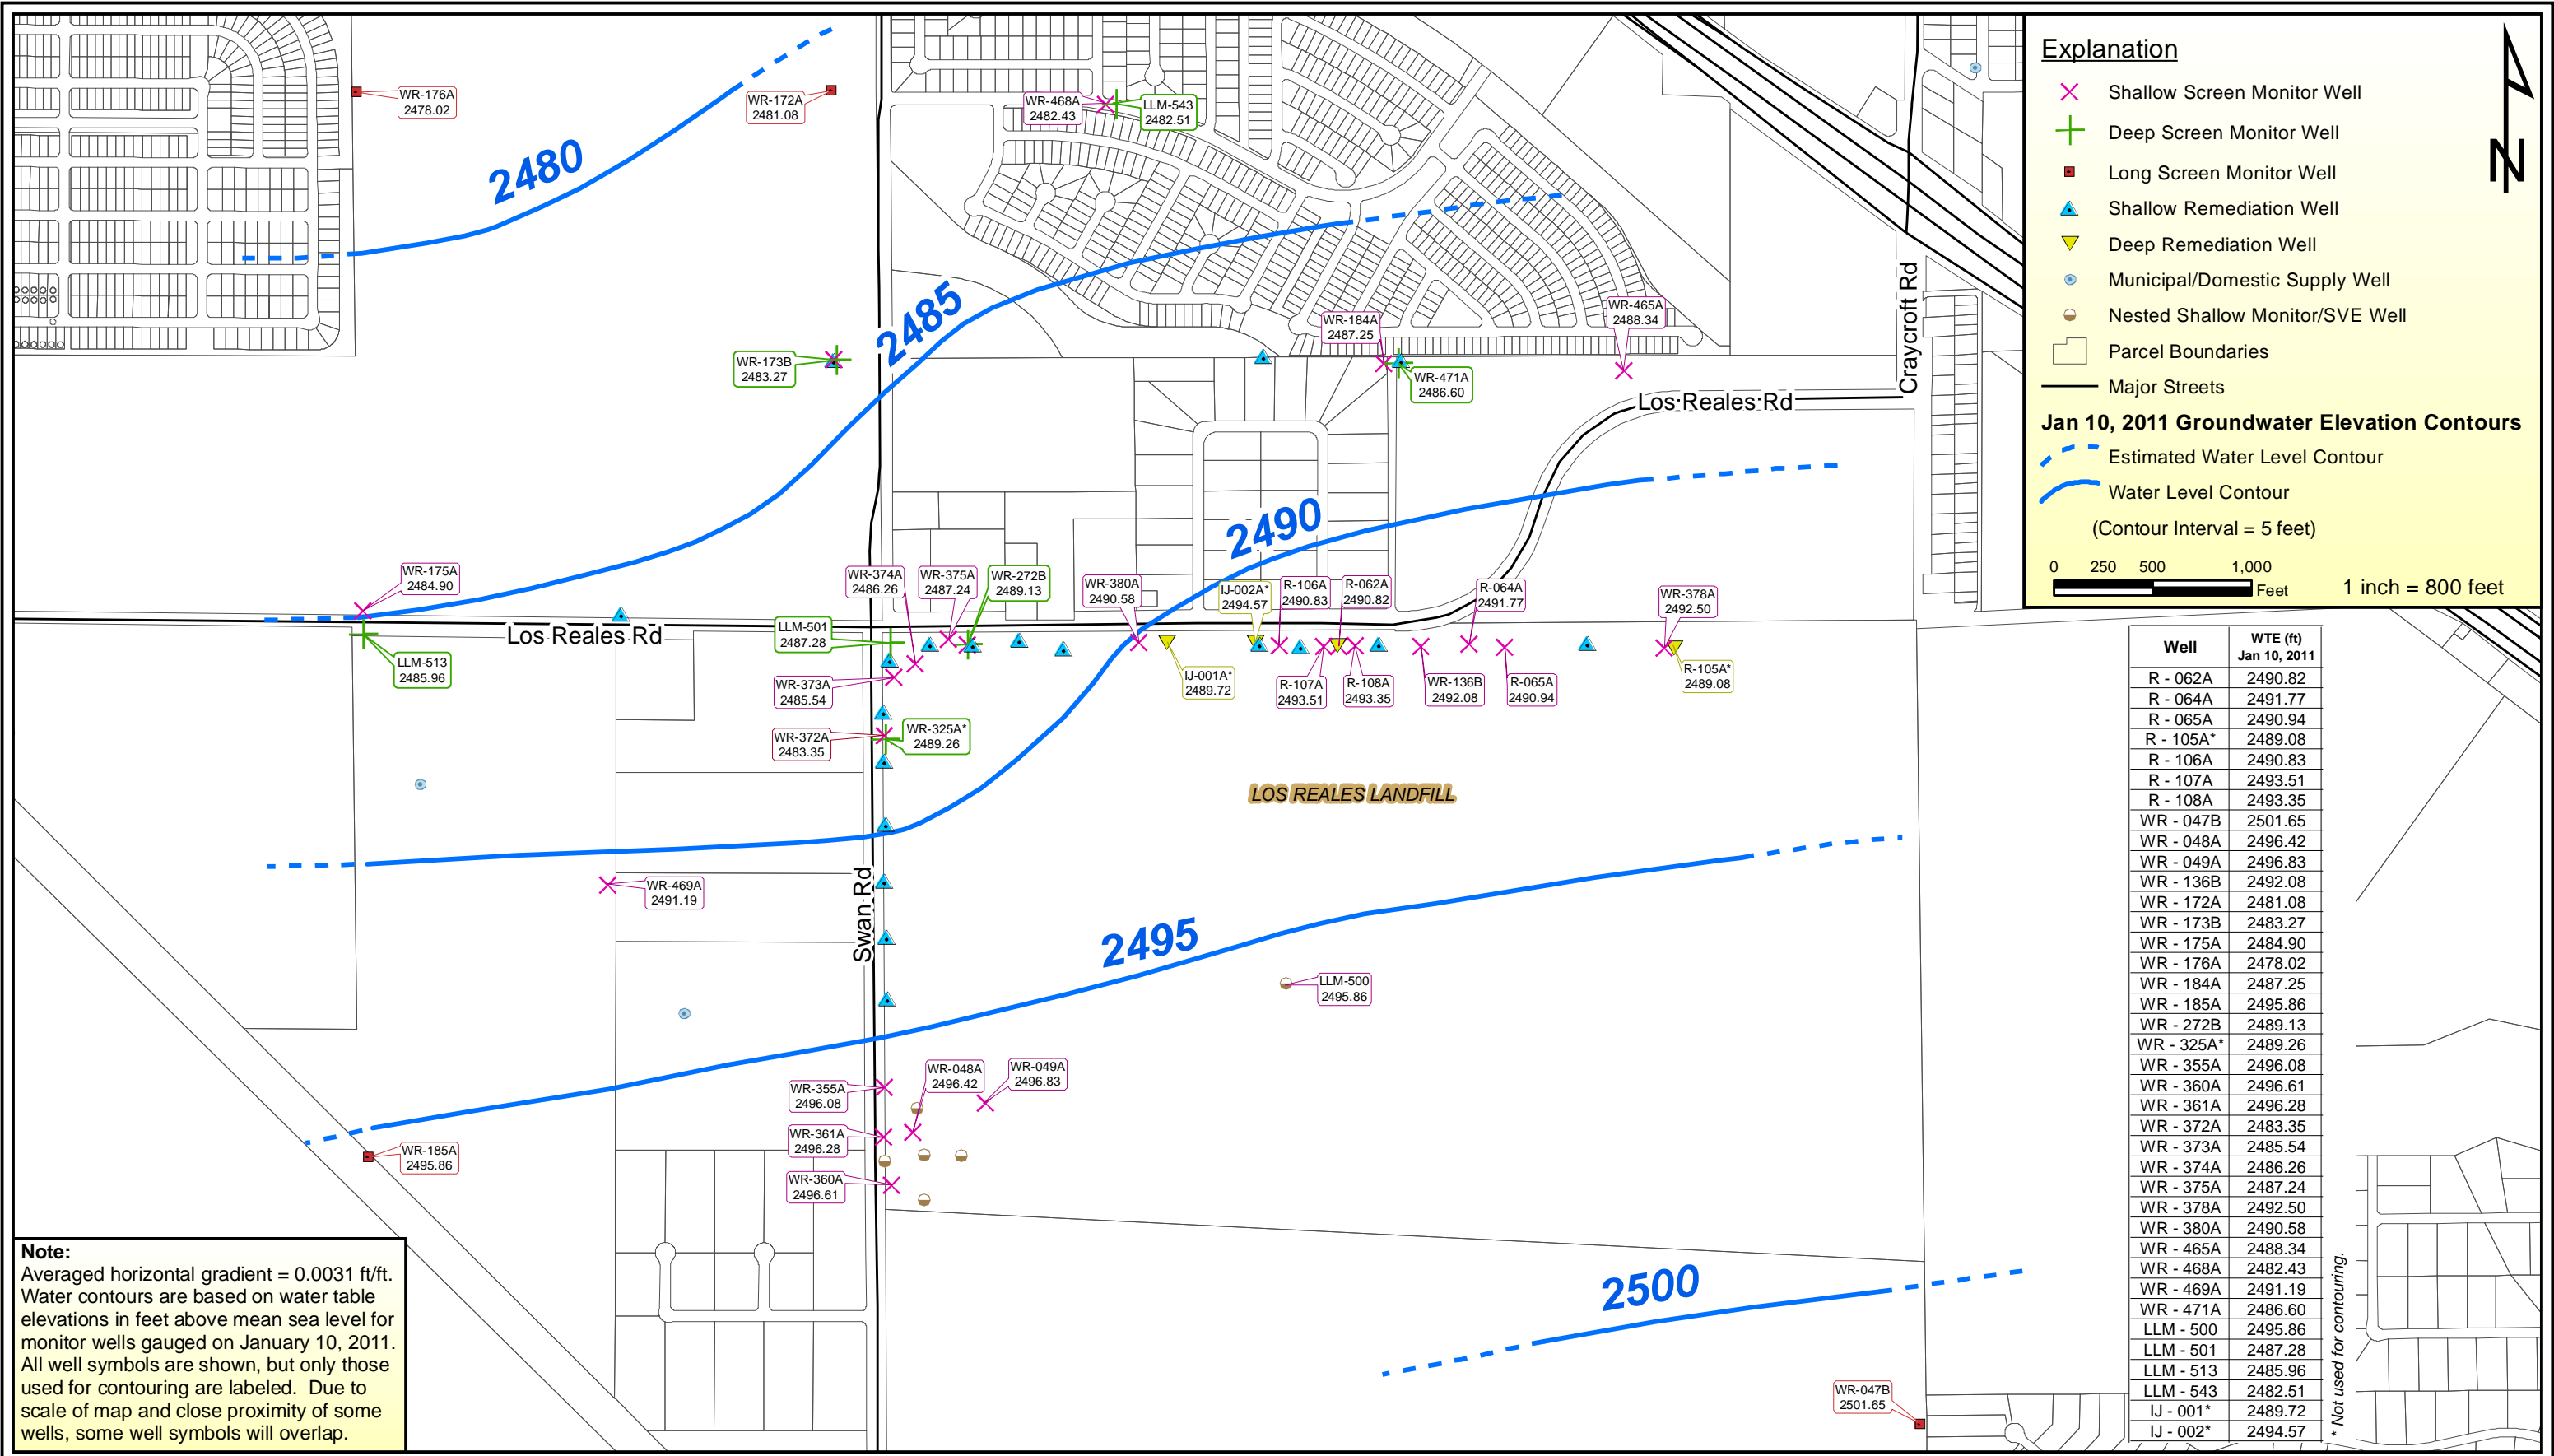 WR-176A
2478.02
WR-172A
2481.08
2480
WR-468A
2482.43
LLM-543
2482.51
2485
WR-173B
2483.27
WR-184A
2487.25
WR-471A
2486.60
WR-465A
2488.34
Craycroft Rd
Los Reales Rd
2490
WR-175A
2484.90
Los Reales Rd
LLM-513
2485.96
WR-374A
2486.26
WR-375A
2487.24
WR-272B
2489.13
LLM-501
2487.28
WR-373A
2485.54
WR-372A
2483.35
WR-325A*
2489.26
WR-380A
2490.58
IJ-001A*
2489.72
IJ-002A*
2494.57
R-106A
2490.83
R-062A
2490.82
R-107A
2493.51
R-108A
2493.35
WR-136B
2492.08
R-064A
2491.77
R-065A
2490.94
WR-378A
2492.50
R-105A*
2489.08
LOS REALES LANDFILL
WR-469A
2491.19
Swan Rd
2495
LLM-500
2495.86
WR-355A
2496.08
WR-048A
2496.42
WR-049A
2496.83
WR-361A
2496.28
WR-360A
2496.61
WR-185A
2495.86
2500
WR-047B
2501.65
Explanation
Shallow Screen Monitor Well
Deep Screen Monitor Well
Long Screen Monitor Well
Shallow Remediation Well
Deep Remediation Well
Municipal/Domestic Supply Well
Nested Shallow Monitor/SVE Well
Parcel Boundaries
Major Streets
Jan 10, 2011 Groundwater Elevation Contours
Estimated Water Level Contour
Water Level Contour
(Contour Interval = 5 feet)
0 250 500 1,000
Feet
1 inch = 800 feet
N
Well WTE (ft)
Jan 10, 2011
R - 062A 2490.82
R - 064A 2491.77
R - 065A 2490.94
R - 105A* 2489.08
R - 106A 2490.83
R - 107A 2493.51
R - 108A 2493.35
WR - 047B 2501.65
WR - 048A 2496.42
WR - 049A 2496.83
WR - 136B 2492.08
WR - 172A 2481.08
WR - 173B 2483.27
WR - 175A 2484.90
WR - 176A 2478.02
WR - 184A 2487.25
WR - 185A 2495.86
WR - 272B 2489.13
WR - 325A* 2489.26
WR - 355A 2496.08
WR - 360A 2496.61
WR - 361A 2496.28
WR - 372A 2483.35
WR - 373A 2485.54
WR - 374A 2486.26
WR - 375A 2487.24
WR - 378A 2492.50
WR - 380A 2490.58
WR - 465A 2488.34
WR - 468A 2482.43
WR - 469A 2491.19
WR - 471A 2486.60
LLM - 500 2495.86
LLM - 501 2487.28
LLM - 513 2485.96
LLM - 543 2482.51
IJ - 001* 2489.72
IJ - 002* 2494.57
* Not used for contouring.
Note:
Averaged horizontal gradient = 0.0031 ft/ft.
Water contours are based on water table
elevations in feet above mean sea level for
monitor wells gauged on January 10, 2011.
All well symbols are shown, but only those
used for contouring are labeled. Due to
scale of map and close proximity of some
wells, some well symbols will overlap.